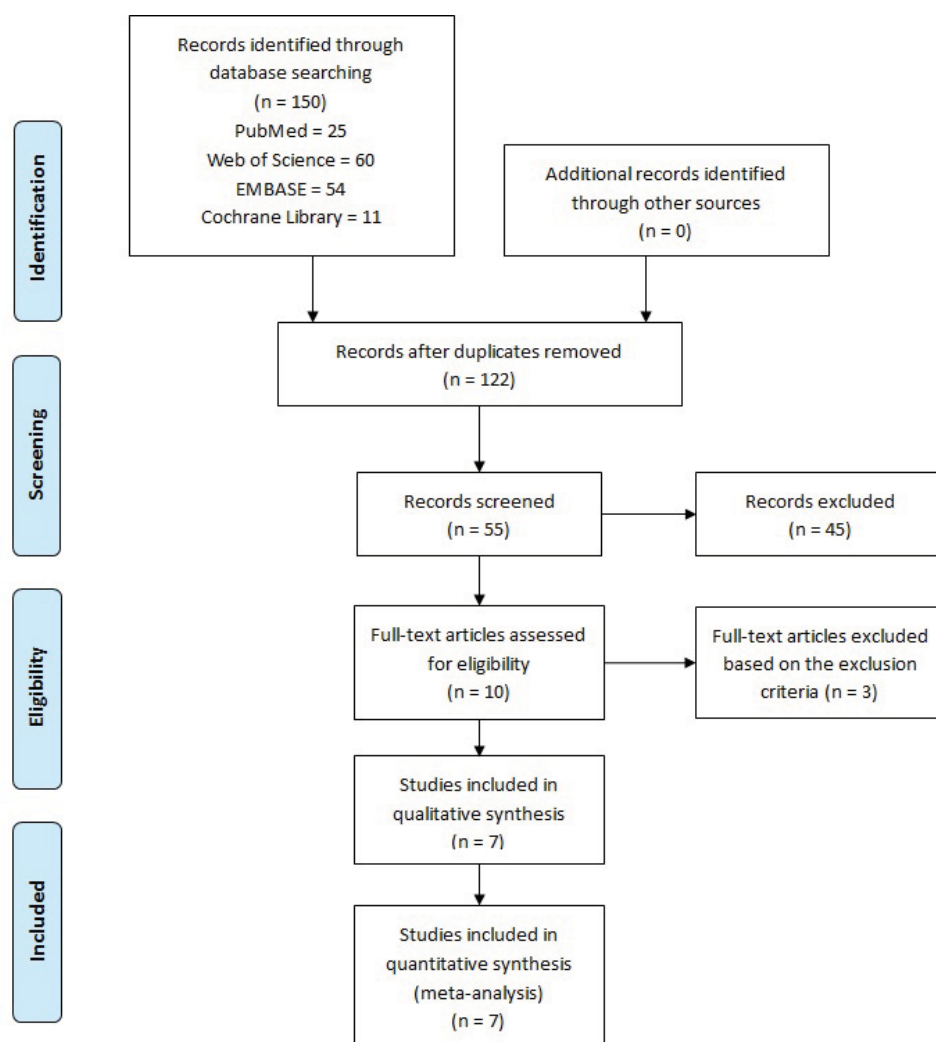 Records identified through
database searching
(n = 150)
PubMed = 25
Web of Science = 60
EMBASE = 54
Cochrane Library = 11
Additional records identified
through other sources
(n = 0)
Identification
Records after duplicates removed
(n = 122)
Screening
Records screened
(n = 55)
Records excluded
(n = 45)
Eligibility
Full-text articles assessed
for eligibility
(n = 10)
Full-text articles excluded
based on the exclusion
criteria (n = 3)
Studies included in
qualitative synthesis
(n = 7)
Included
Studies included in
quantitative synthesis
(meta-analysis)
(n = 7)